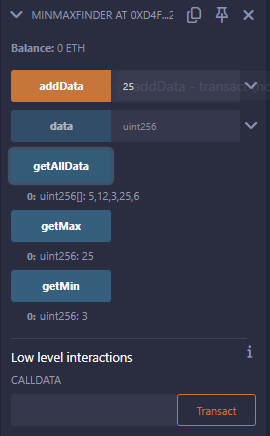 MINMAXFINDER AT 0XD4F...2
Balance: 0 ETH
addData 25 addData - transact
data uint256
getAllData
0: uint256[]: 5,12,3,25,6
getMax
0: uint256: 25
getMin
0: uint256: 3
Low level interactions i
CALLDATA
Transact